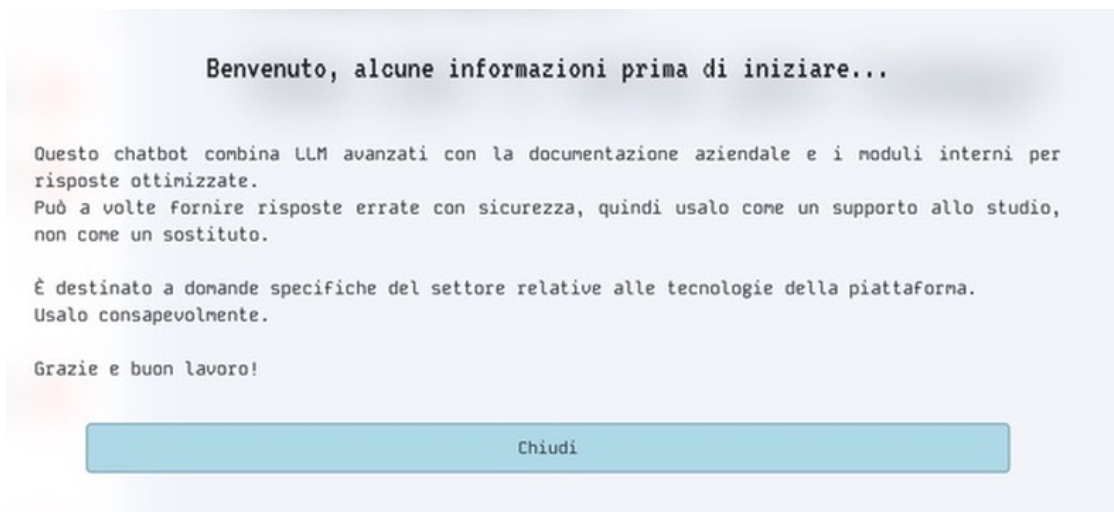 Benvenuto, alcune informazioni prima di iniziare...
Questo chatbot combina LLM avanzati con la documentazione aziendale e i moduli interni per
risposte ottimizzate.
Può a volte fornire risposte errate con sicurezza, quindi usalo come un supporto allo studio,
non come un sostituto.
È destinato a domande specifiche del settore relative alle tecnologie della piattaforma.
Usalo consapevolmente.
Grazie e buon lavoro!
Chiudi